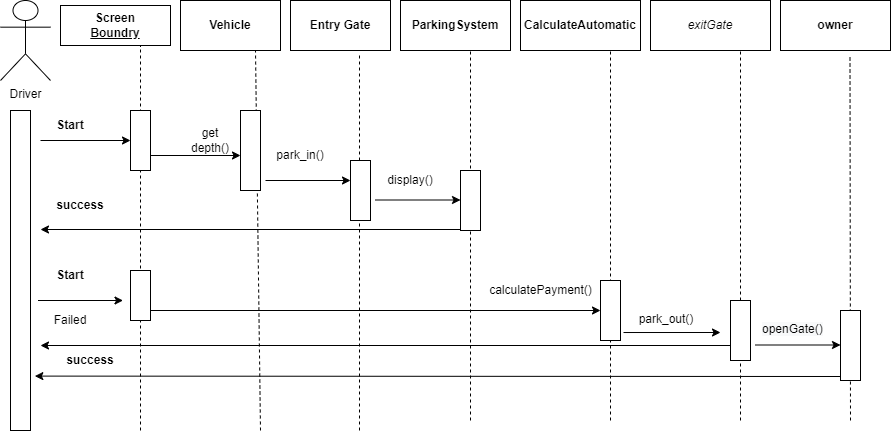 Screen
Boundry
Vehicle
Entry Gate
ParkingSystem
CalculateAutomatic
exitGate
owner
Driver
Start
get
depth()
park_in()
display()
success
Start
calculatePayment()
Failed
park_out()
openGate()
success